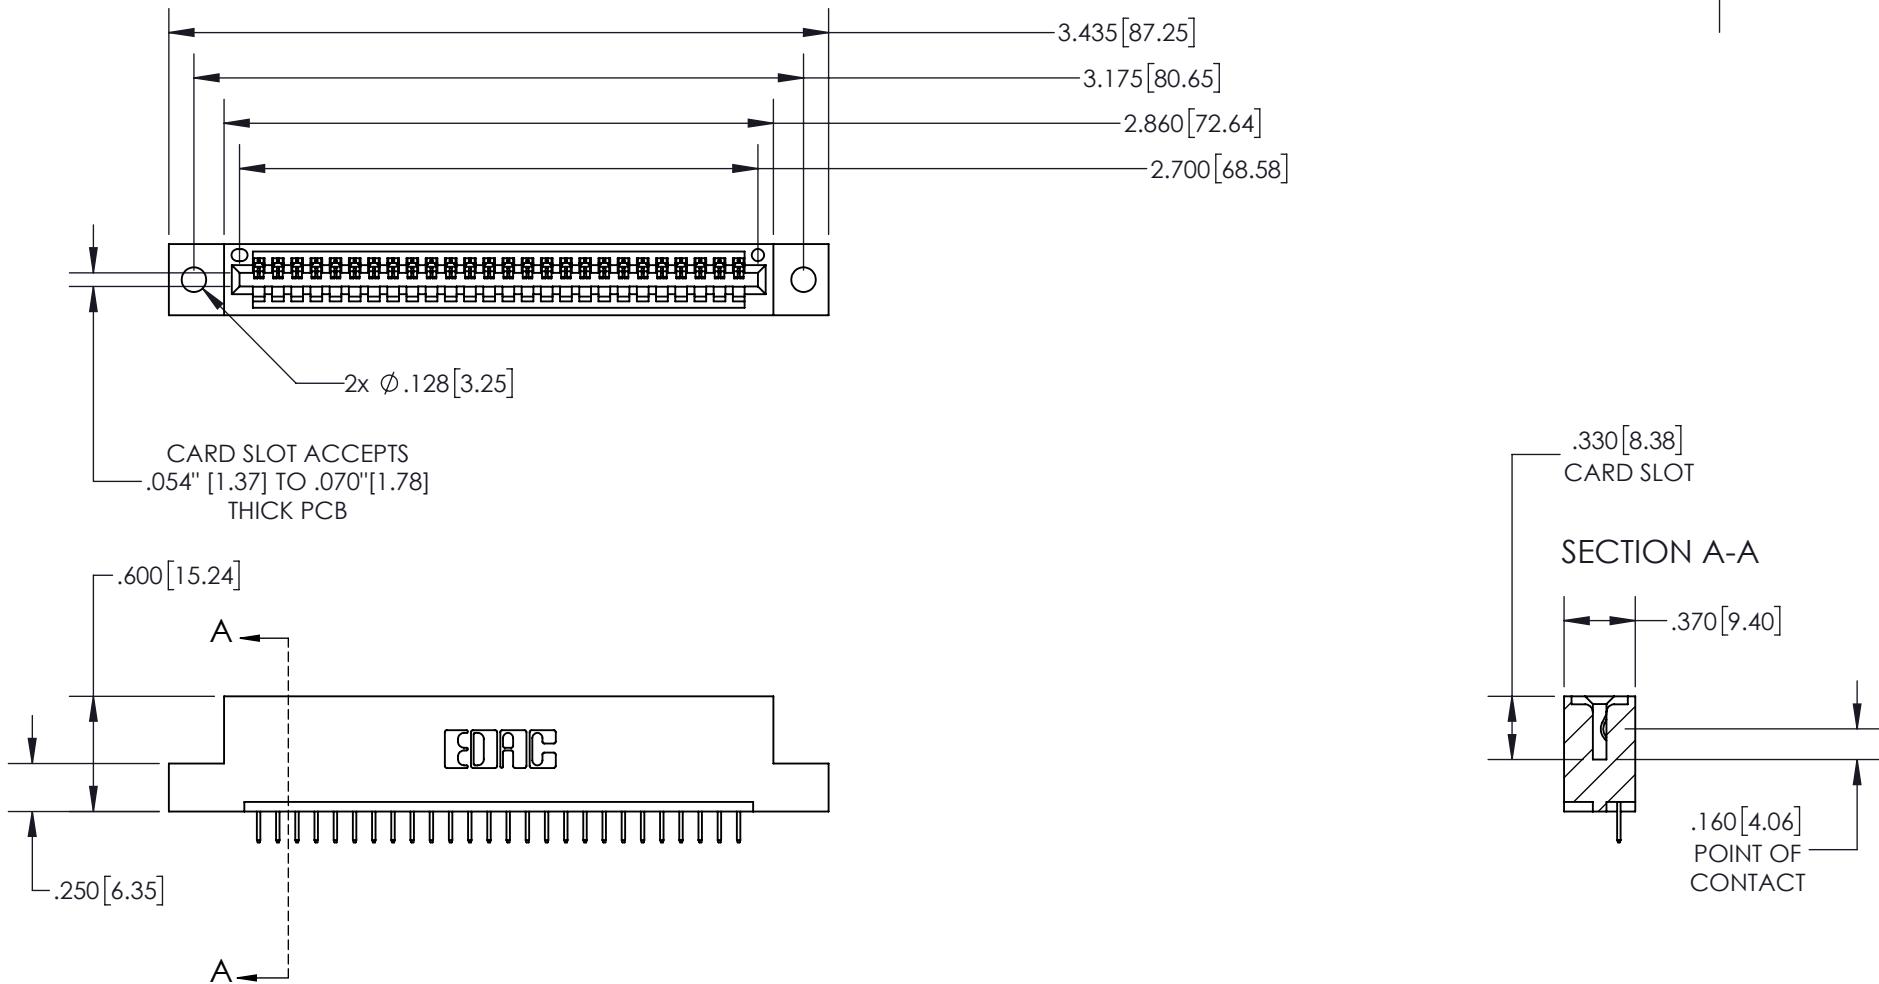 3.435[87.25]
3.175[80.65]
2.860[72.64]
2.700[68.58]
2x Ø.128[3.25]
CARD SLOT ACCEPTS
.054" [1.37] TO .070"[1.78]
THICK PCB
.330[8.38]
CARD SLOT
SECTION A-A
.600[15.24]
.370[9.40]
A
EDAC
.160[4.06]
POINT OF
CONTACT
.250[6.35]
A